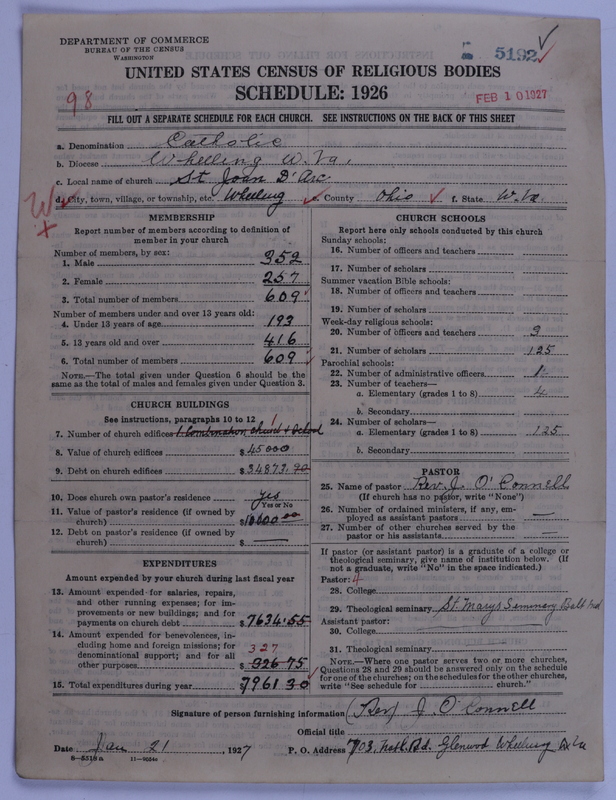 DEPARTMENT OF COMMERCE
BUREAU OF THE CENSUS
WASHINGTON
5192
UNITED STATES CENSUS OF RELIGIOUS BODIES
SCHEDULE: 1926
98
FEB 10 1927
FILL OUT A SEPARATE SCHEDULE FOR EACH CHURCH. SEE INSTRUCTIONS ON THE BACK OF THIS SHEET
a. Denomination Catholic
b. Diocese Wheeling W. Va.
c. Local name of church St Joan D'Arc
d. City, town, village, or township, etc. Wheeling e. County Ohio f. State W. Va
MEMBERSHIP
Report number of members according to definition of
member in your church
Number of members, by sex:
1. Male 352
2. Female 257
3. Total number of members 609
Number of members under and over 13 years old:
4. Under 13 years of age 193
5. 13 years old and over 416
6. Total number of members 609
NOTE.—The total given under Question 6 should be
the same as the total of males and females given under Question 3.
CHURCH BUILDINGS
See instructions, paragraphs 10 to 12
7. Number of church edifices 1 Combination, Church & School
8. Value of church edifices $45000
9. Debt on church edifices $34873.70
10. Does church own pastor's residence yes
Yes or No
11. Value of pastor's residence (if owned by
church) $10000 00
12. Debt on pastor's residence (if owned by
church) $ —
EXPENDITURES
Amount expended by your church during last fiscal year
13. Amount expended for salaries, repairs,
and other running expenses; for im-
provements or new building; and for
payments on church debt $7634.55
14. Amount expended for benevolences, in-
cluding home and foreign missions; for
denominational support; and for all
other purposes $326 75
327
15. Total expenditures during year $7961 30
CHURCH SCHOOLS
Report here only schools conducted by this church
Sunday schools:
16. Number of officers and teachers
17. Number of scholars
Summer vacation Bible schools:
18. Number of officers and teachers
19. Number of scholars
Week-day religious schools:
20. Number of officers and teachers 3
21. Number of scholars 125
Parochial schools:
22. Number of administrative officers 1
23. Number of teachers—
a. Elementary (grades 1 to 8) 4
b. Secondary
24. Number of scholars—
a. Elementary (grades 1 to 8) 125
b. Secondary
PASTOR
25. Name of pastor Rev. J. O'Connell
(If church has no pastor, write "None")
26. Number of ordained ministers, if any, em-
ployed as assistant pastors —
27. Number of other churches served by the
pastor or his assistants —
If pastor (or assistant pastor) is a graduate of a college or
theological seminary, give name of institution below. (If
not a graduate, write "No" in the space indicated.)
Pastor: 4
28. College
29. Theological seminary St. Marys Seminary Balt Md
Assistant pastor:
30. College
31. Theological seminary
NOTE.—Where one pastor serves two or more churches,
Questions 28 and 29 should be answered only on the schedule
for one of the churches; on the schedules for the other churches,
write "See schedule for church."
Signature of person furnishing information (Rev) J. O'Connell
Official title
Date Jan 21, 1927 P. O. Address 703 Natl. Rd. Glenwood Wheeling W Va
8—5518a 11—9054a